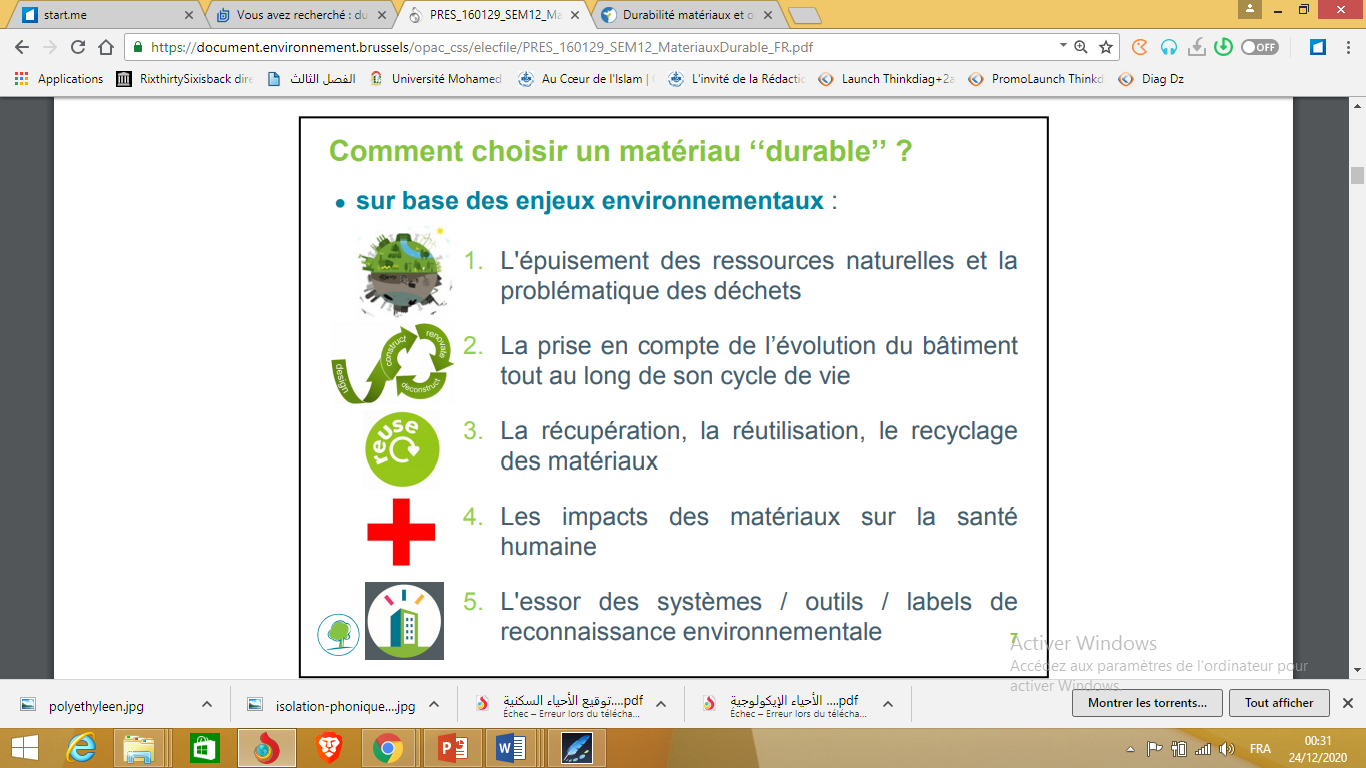 start.me
Vous avez recherché : du
PRES_160129_SEM12_Ma
Durabilité matériaux et o
https://document.environnement.brussels/opac_css/elecfile/PRES_160129_SEM12_MateriauxDurable_FR.pdf
OFF
Applications
RixthirtySixisback dire
الفصل الثالث
Université Mohamed
Au Cœur de l'Islam |
L'invité de la Rédactic
Launch Thinkdiag+2a
PromoLaunch Thinkd
Diag Dz
Comment choisir un matériau ‘‘durable’’ ?
• sur base des enjeux environnementaux :
1. L'épuisement des ressources naturelles et la
problématique des déchets
design
construct
renovate
deconstruct
2. La prise en compte de l’évolution du bâtiment
tout au long de son cycle de vie
reuse
3. La récupération, la réutilisation, le recyclage
des matériaux
4. Les impacts des matériaux sur la santé
humaine
5. L'essor des systèmes / outils / labels de
reconnaissance environnementale
7
Activer Windows
Accédez aux paramètres de l'ordinateur pour
activer Windows.
polyethyleen.jpg
isolation-phonique....jpg
توقيع الأحياء السكنية....pdf
Échec – Erreur lors du télécha...
الأحياء الإيكولوجية ....pdf
Échec – Erreur lors du télécha...
Montrer les torrents...
Tout afficher
FRA
00:31
24/12/2020